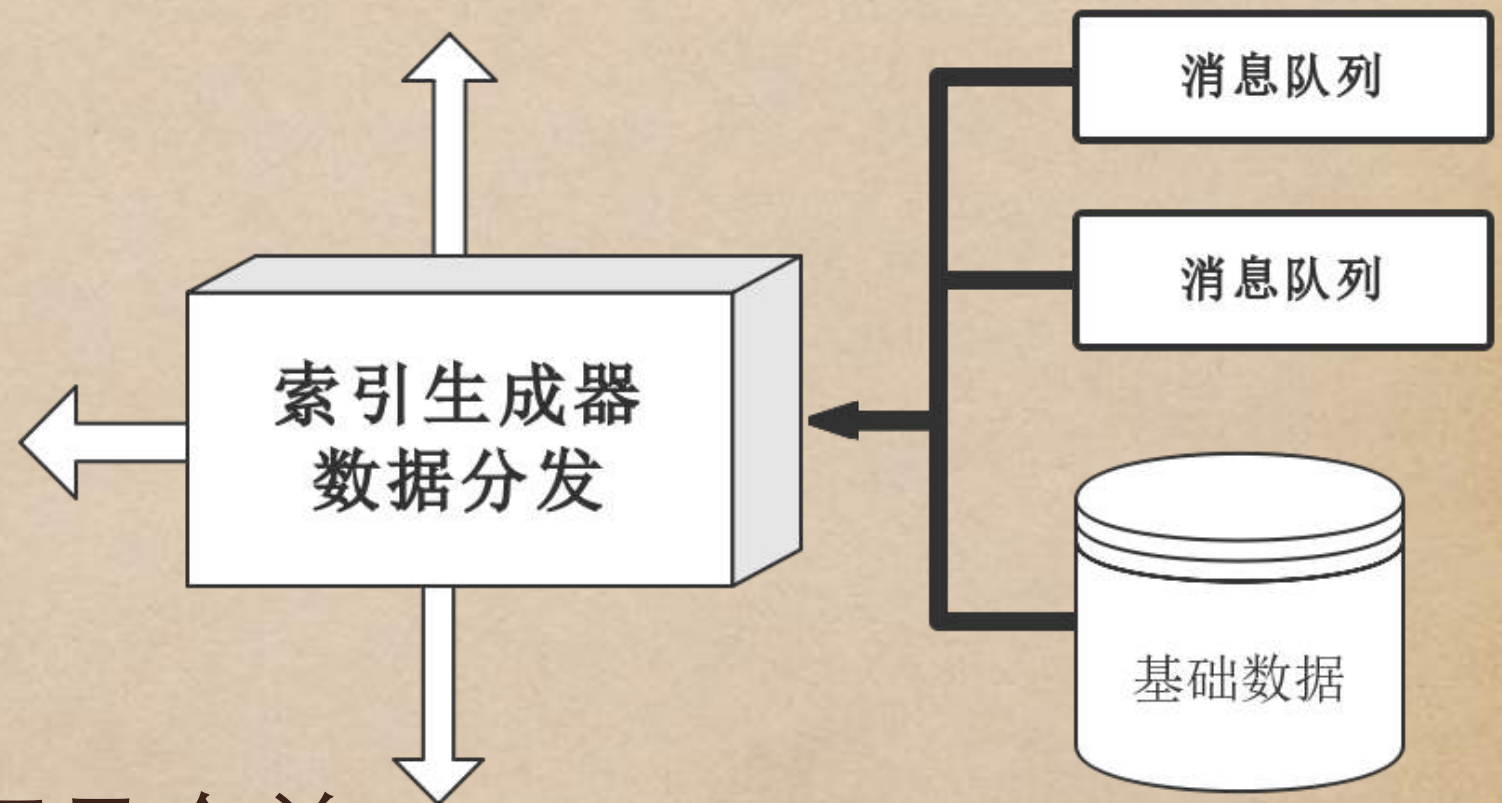 消息队列
消息队列
索引生成器
数据分发
基础数据